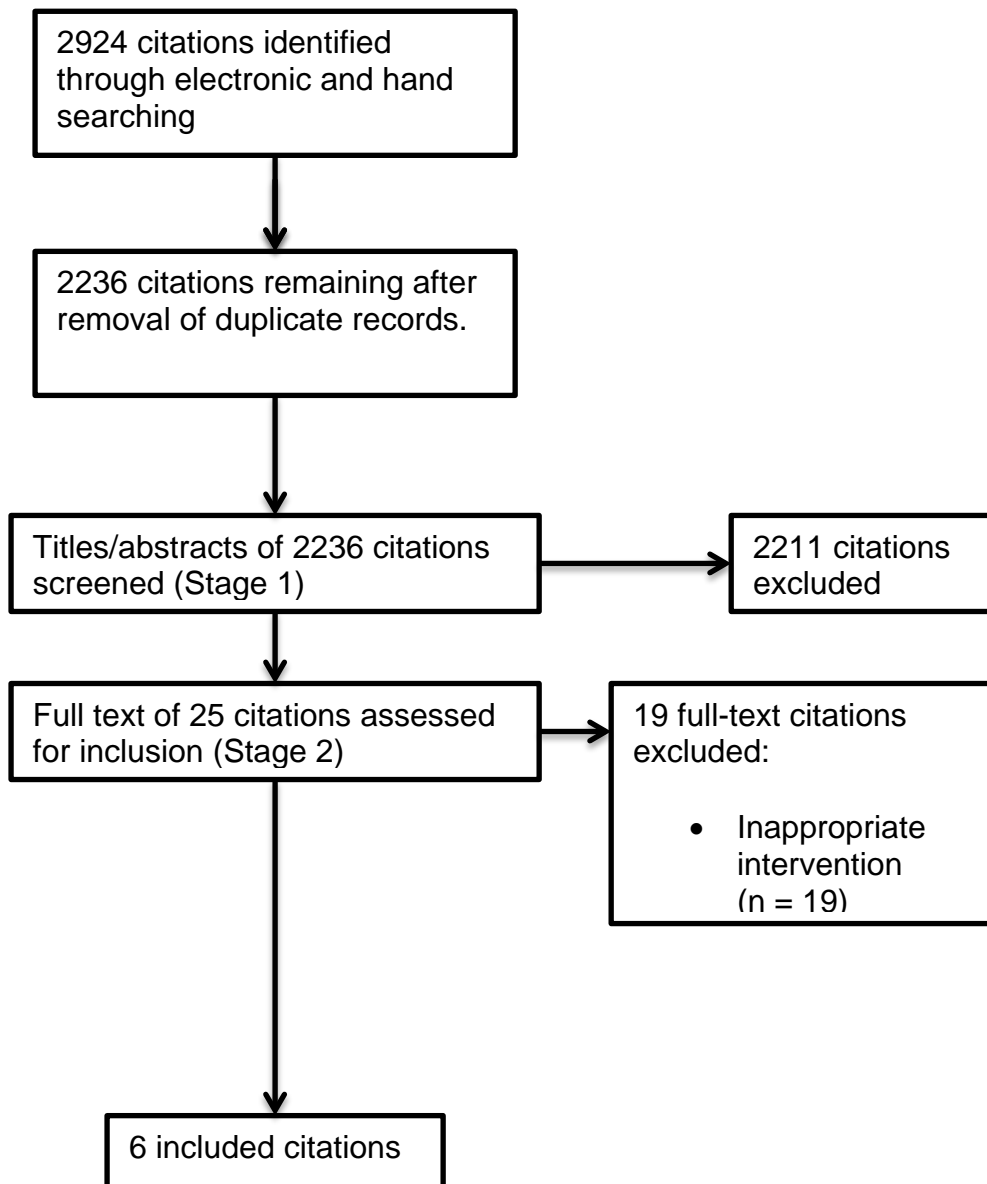 2924 citations identified
through electronic and hand
searching
2236 citations remaining after
removal of duplicate records.
Titles/abstracts of 2236 citations
screened (Stage 1)
2211 citations
excluded
Full text of 25 citations assessed
for inclusion (Stage 2)
19 full-text citations
excluded:
• Inappropriate
intervention
(n = 19)
6 included citations